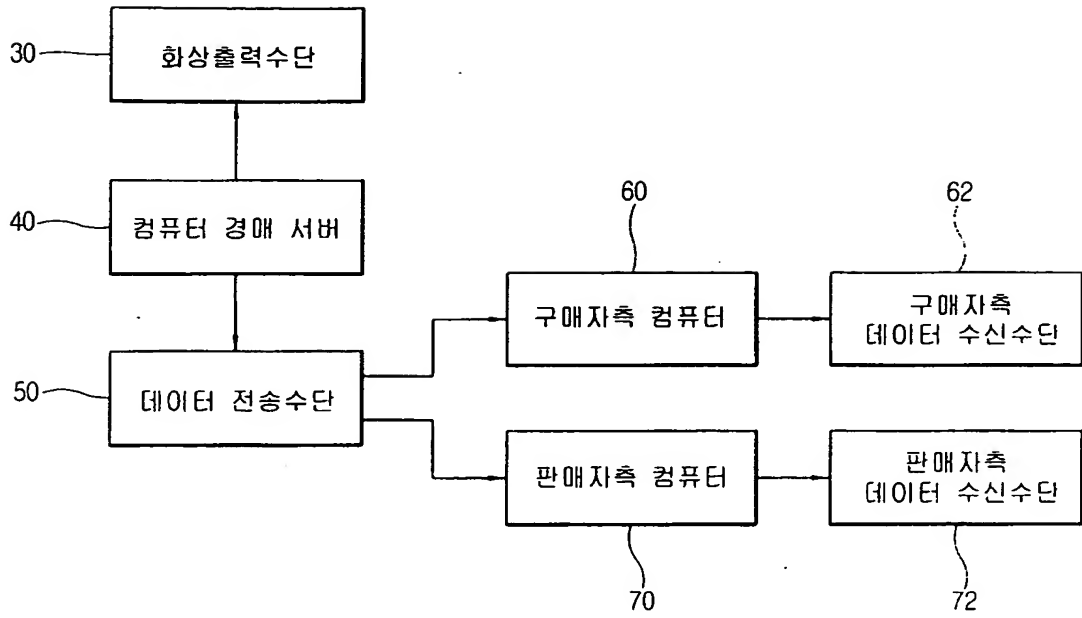 30
화상출력수단
40
컴퓨터 경매 서버
60
62
구매자측 컴퓨터
구매자측
데이터 수신수단
50
데이터 전송수단
판매자측 컴퓨터
판매자측
데이터 수신수단
70
72